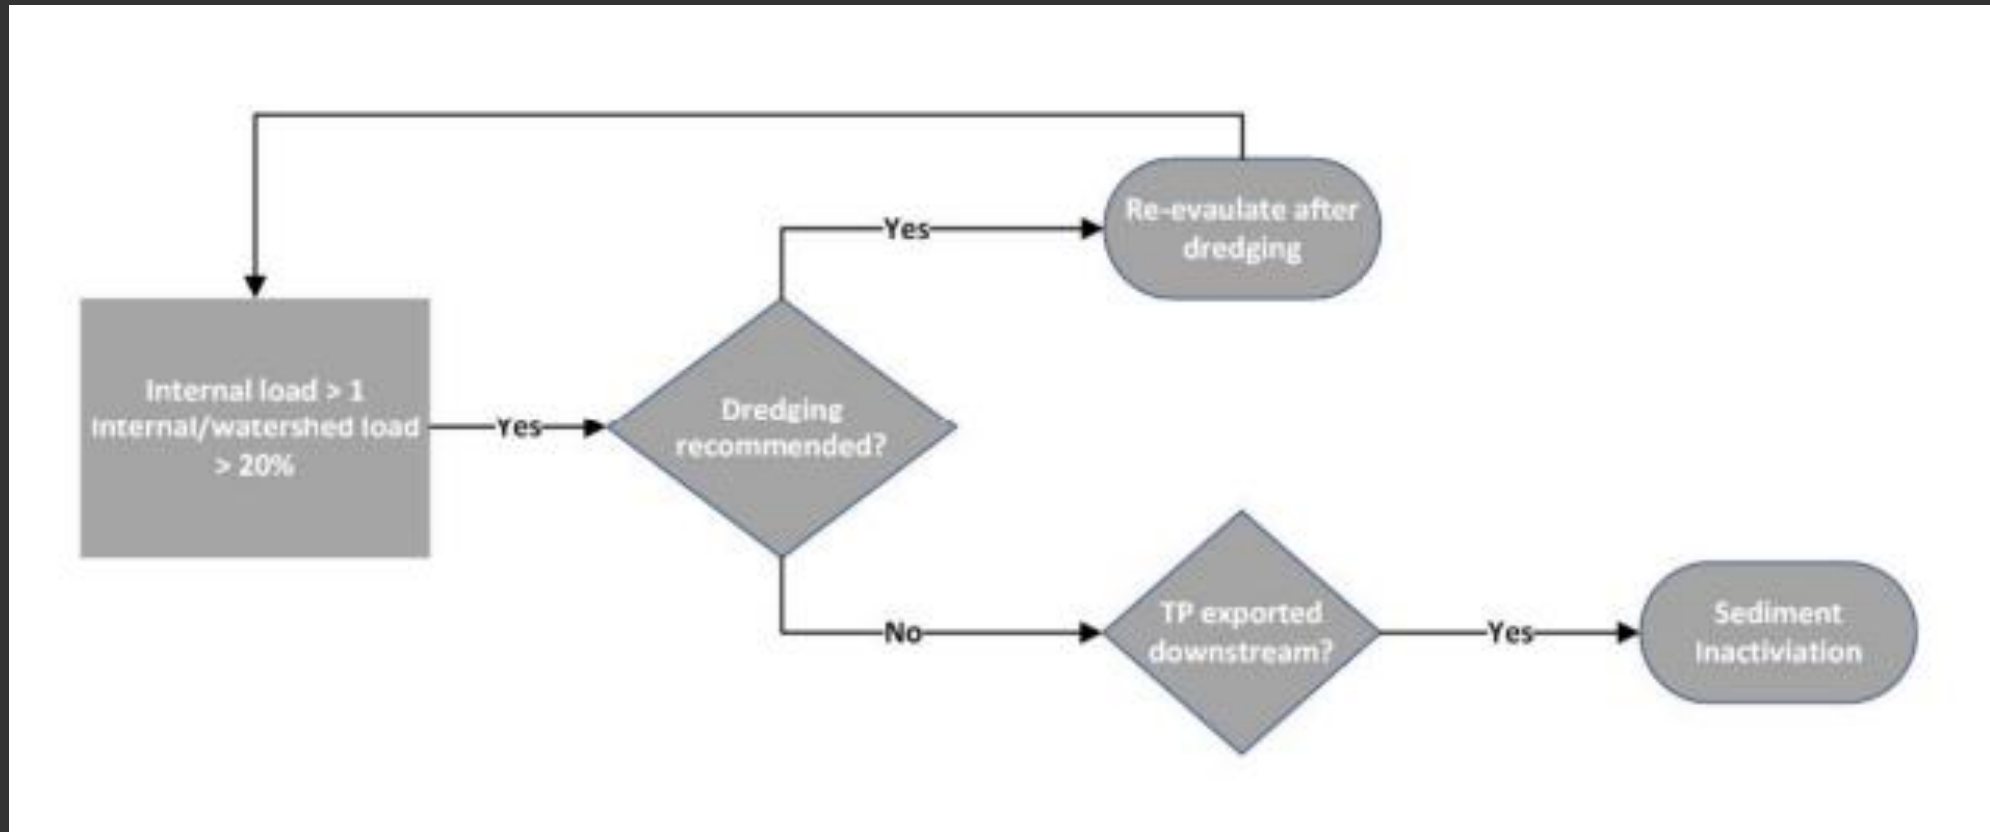 Internal load > 1
Internal/watershed load
> 20%
Yes
Dredging
recommended?
Yes
Re-evaulate after
dredging
No
TP exported
downstream?
Yes
Sediment
Inactiviation